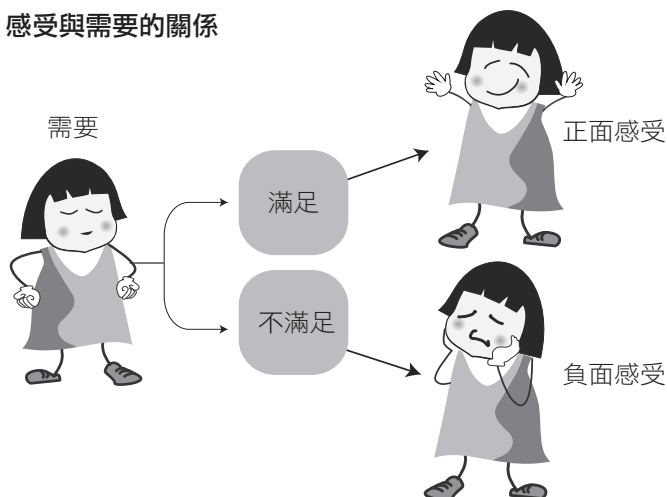 感受與需要的關係
需要
滿足
正面感受
不滿足
負面感受